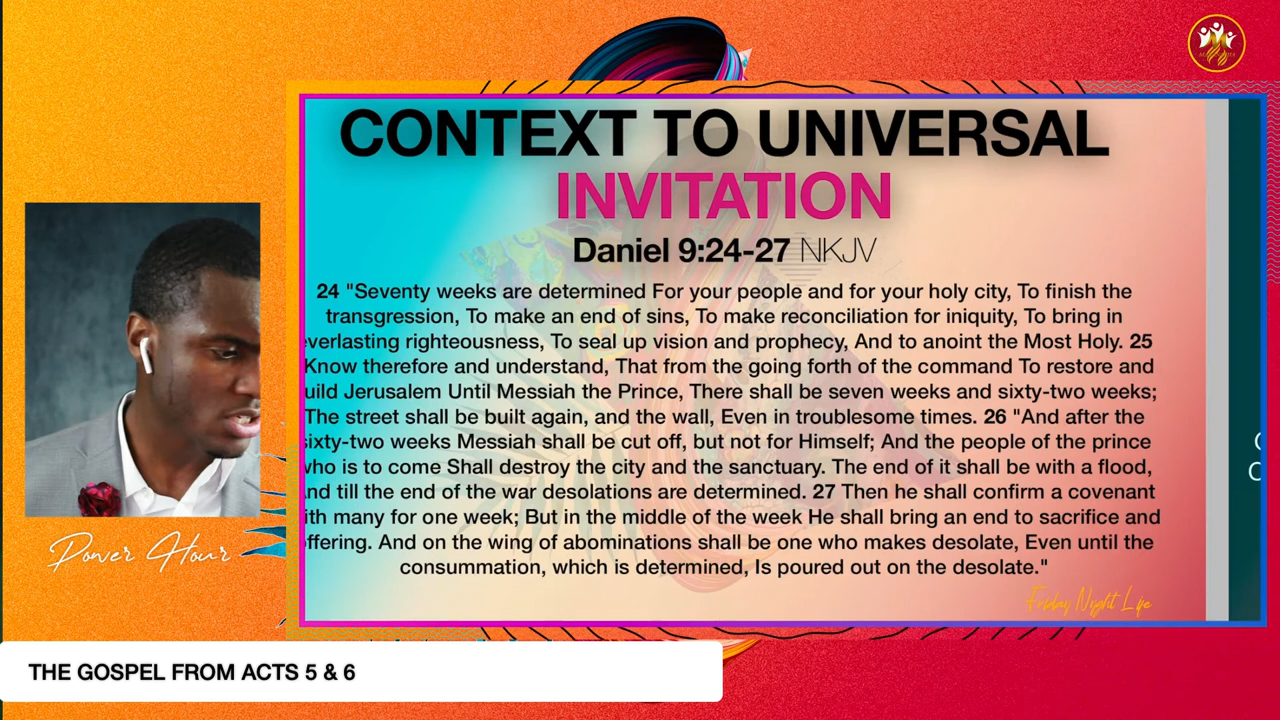 CONTEXT TO UNIVERSAL
INVITATION
Daniel 9:24-27 NKJV
24 "Seventy weeks are determined For your people and for your holy city, To finish the
transgression, To make an end of sins, To make reconciliation for iniquity, To bring in
everlasting righteousness, To seal up vision and prophecy, And to anoint the Most Holy. 25
Know therefore and understand, That from the going forth of the command To restore and
uild Jerusalem Until Messiah the Prince, There shall be seven weeks and sixty-two weeks;
The street shall be built again, and the wall, Even in troublesome times. 26 "And after the
sixty-two weeks Messiah shall be cut off, but not for Himself; And the people of the prince
who is to come Shall destroy the city and the sanctuary. The end of it shall be with a flood,
And till the end of the war desolations are determined. 27 Then he shall confirm a covenant
ith many for one week; But in the middle of the week He shall bring an end to sacrifice and
offering. And on the wing of abominations shall be one who makes desolate, Even until the
consummation, which is determined, Is poured out on the desolate."
Friday Night Life
Power Hour
THE GOSPEL FROM ACTS 5 & 6